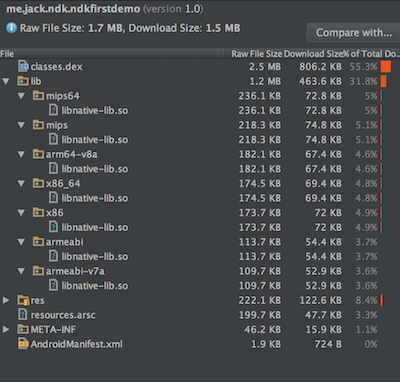 me.jack.ndk.ndkfirstdemo (version 1.0)
Raw File Size: 1.7 MB, Download Size: 1.5 MB
Compare with...
File Raw File Size Download Size % of Total Do...
classes.dex 2.5 MB 806.2 KB 55.3%
lib 1.2 MB 463.6 KB 31.8%
mips64 236.1 KB 72.8 KB 5%
libnative-lib.so 236.1 KB 72.8 KB 5%
mips 218.3 KB 74.8 KB 5.1%
libnative-lib.so 218.3 KB 74.8 KB 5.1%
arm64-v8a 182.1 KB 67.4 KB 4.6%
libnative-lib.so 182.1 KB 67.4 KB 4.6%
x86_64 174.5 KB 69.4 KB 4.8%
libnative-lib.so 174.5 KB 69.4 KB 4.8%
x86 173.7 KB 72 KB 4.9%
libnative-lib.so 173.7 KB 72 KB 4.9%
armeabi 113.7 KB 54.4 KB 3.7%
libnative-lib.so 113.7 KB 54.4 KB 3.7%
armeabi-v7a 109.7 KB 52.9 KB 3.6%
libnative-lib.so 109.7 KB 52.9 KB 3.6%
res 222.1 KB 122.6 KB 8.4%
resources.arsc 199.7 KB 47.7 KB 3.3%
META-INF 46.2 KB 15.9 KB 1.1%
AndroidManifest.xml 1.9 KB 724 B 0%